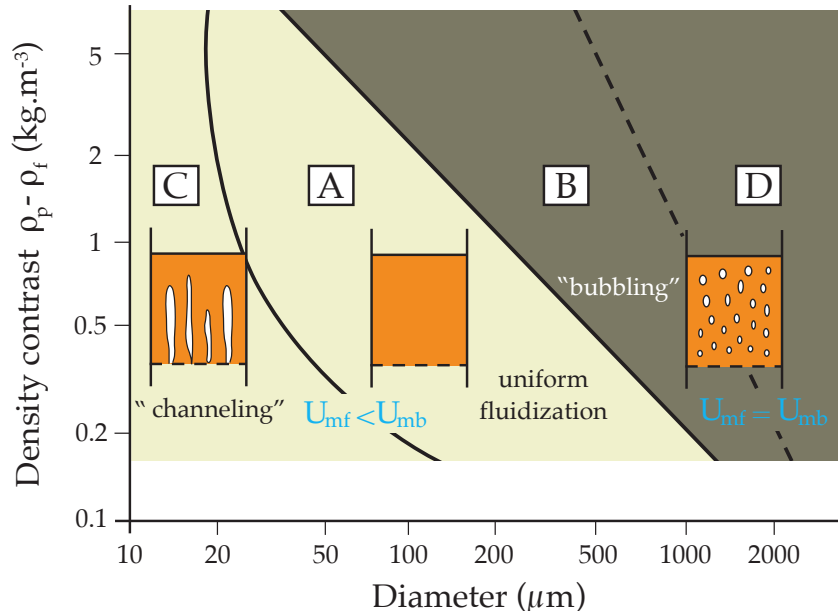 Density contrast ρp - ρf (kg.m-3)
5
2
1
0.5
0.2
0.1
C
A
B
D
"bubbling"
" channeling"
Umf < Umb
uniform
fluidization
Umf = Umb
10
20
50
100
200
500
1000
2000
Diameter (μm)